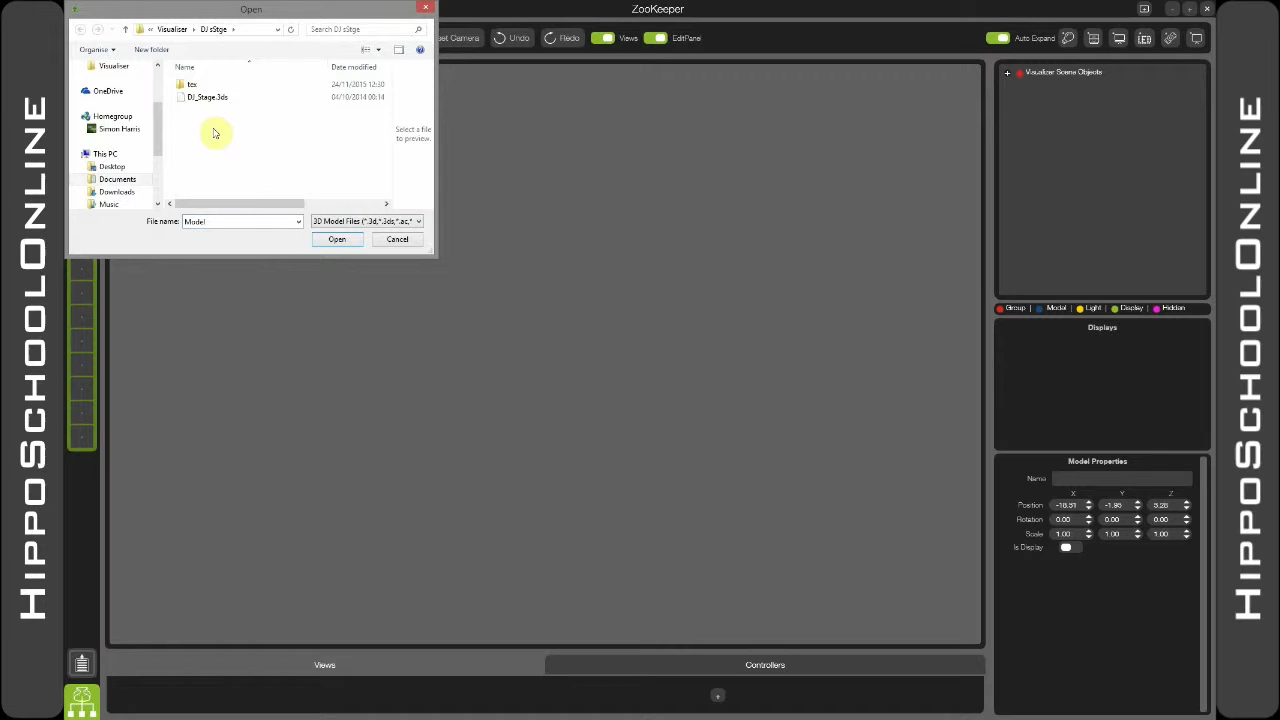 HIPPOSCHOOLONLINE
Open
ZooKeeper
Visualiser
DJ sStge
Search DJ sStge
set Camera
Undo
Redo
Views
EditPanel
Auto Expand
LED
Organise
New folder
Visualiser
OneDrive
Homegroup
Simon Harris
This PC
Desktop
Documents
Downloads
Music
Name
Date modified
tex
24/11/2015 12:30
DJ_Stage.3ds
04/10/2014 00:14
Select a file
to preview.
File name:
Model
3D Model Files (*.3d,*.3ds,*.ac,*
Open
Cancel
+ Visualizer Scene Objects
Group | Model | Light | Display | Hidden
Displays
Model Properties
Name
X Y Z
Position -18.31 -1.95 3.28
Rotation 0.00 0.00 0.00
Scale 1.00 1.00 1.00
Is Display
Views
Controllers
+
HIPPOSCHOOLONLINE